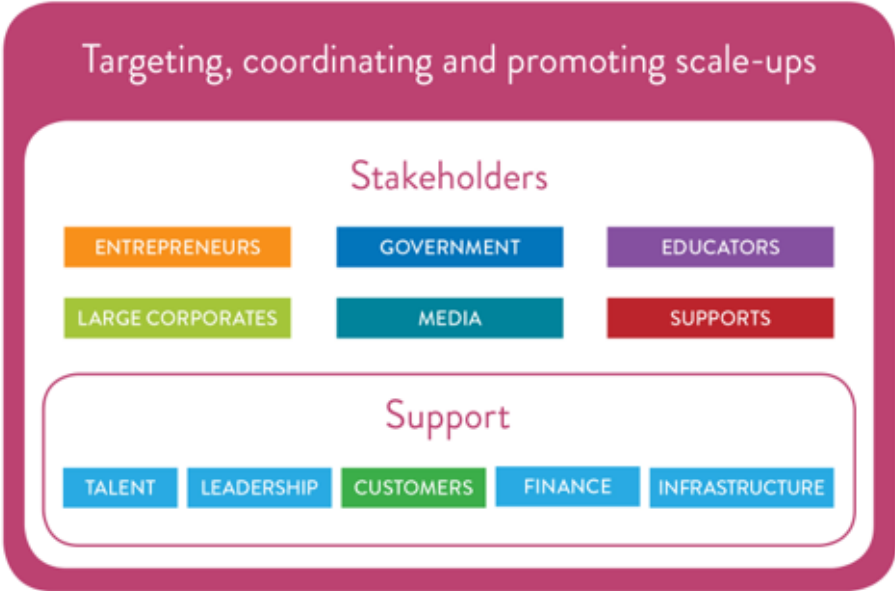 Targeting, coordinating and promoting scale-ups
Stakeholders
ENTREPRENEURS
GOVERNMENT
EDUCATORS
LARGE CORPORATES
MEDIA
SUPPORTS
Support
TALENT
LEADERSHIP
CUSTOMERS
FINANCE
INFRASTRUCTURE